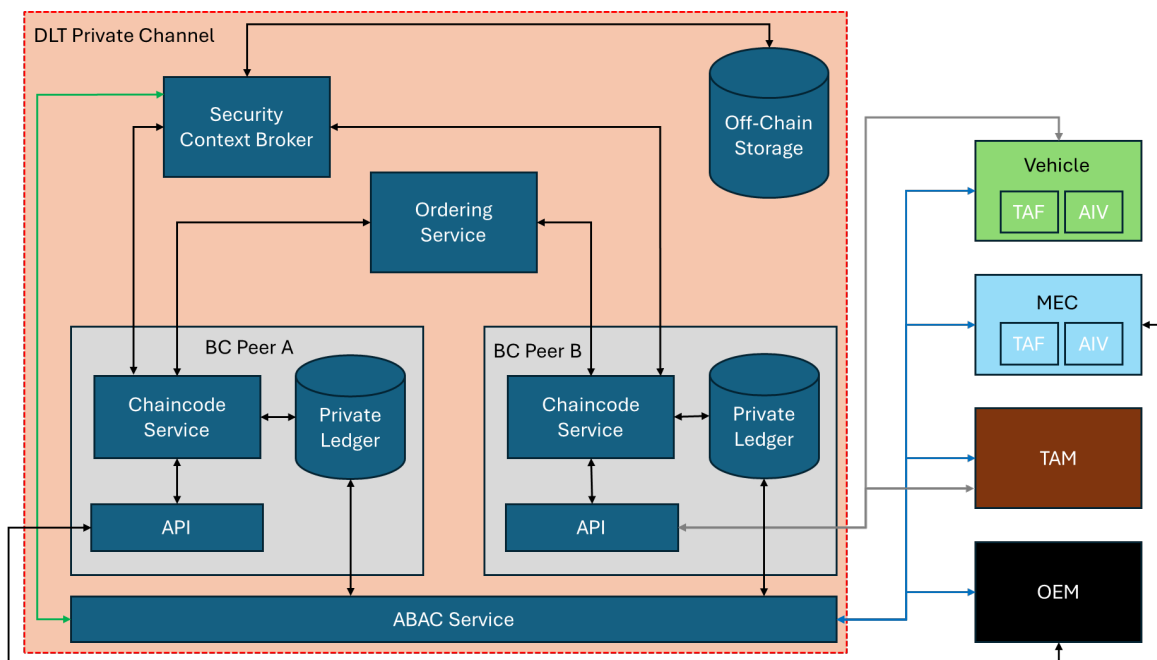 DLT Private Channel
Security
Context Broker
Off-Chain
Storage
Ordering
Service
BC Peer A
Chaincode
Service
Private
Ledger
API
BC Peer B
Chaincode
Service
Private
Ledger
API
ABAC Service
Vehicle
TAF
AIV
MEC
TAF
AIV
TAM
OEM